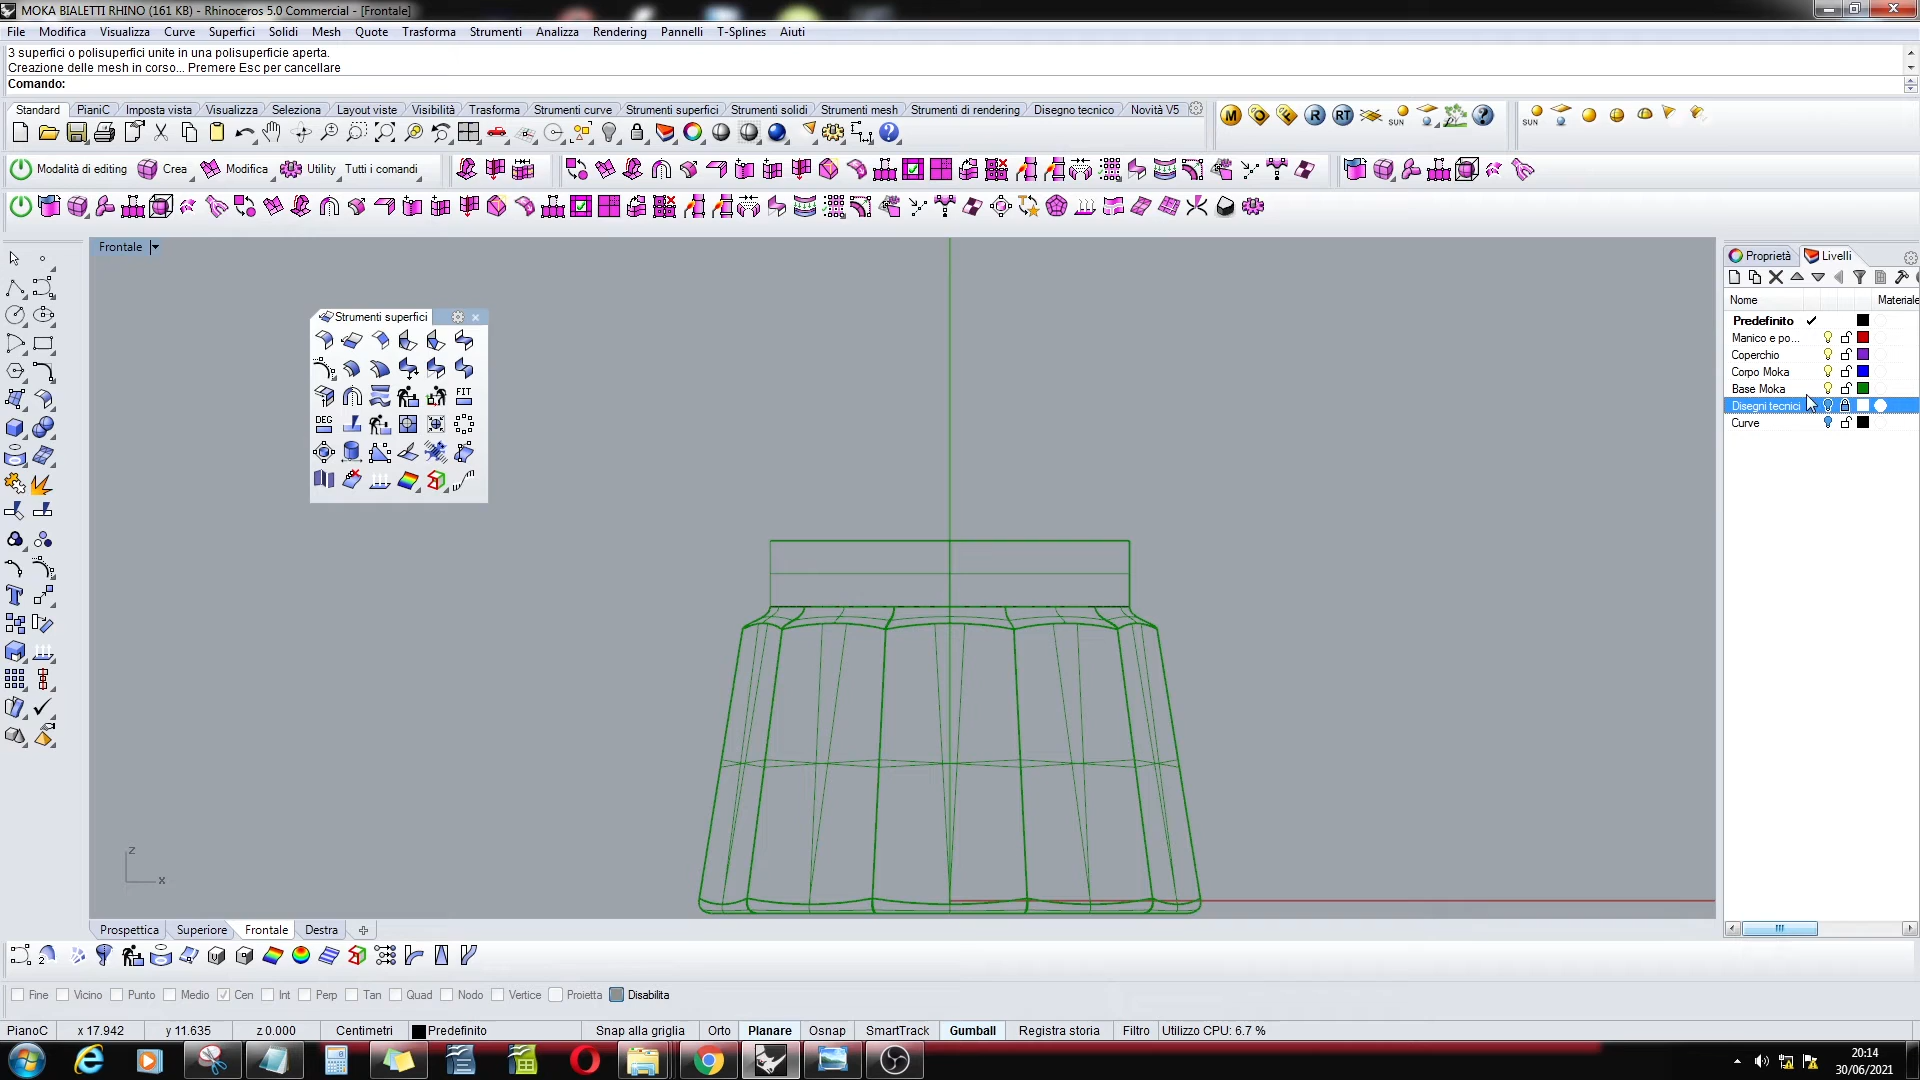 MOKA BIALETTI RHINO (161 KB) - Rhinoceros 5.0 Commercial - [Frontale]
File Modifica Visualizza Curve Superfici Solidi Mesh Quote Trasforma Strumenti Analizza Rendering Pannelli T-Splines Aiuti
3 superfici o polisuperfici unite in una polisuperficie aperta.
Creazione delle mesh in corso... Premere Esc per cancellare
Comando:
Standard PianiC Imposta vista Visualizza Seleziona Layout viste Visibilità Trasforma Strumenti curve Strumenti superfici Strumenti solidi Strumenti mesh Strumenti di rendering Disegno tecnico Novità V5
M R RT SUN SUN
Modalità di editing Crea Modifica Utility Tutti i comandi
Frontale
Proprietà Livelli
Nome Materiale
Predefinito
Manico e po...
Coperchio
Corpo Moka
Base Moka
Disegni tecnici
Curve
Strumenti superfici
FIT
DEG
z
x
Prospettica Superiore Frontale Destra
Fine Vicino Punto Medio Cen Int Perp Tan Quad Nodo Vertice Proietta Disabilita
PianoC x 17.942 y 11.635 z 0.000 Centimetri Predefinito Snap alla griglia Orto Planare Osnap SmartTrack Gumball Registra storia Filtro Utilizzo CPU: 6.7 %
20:14
30/06/2021